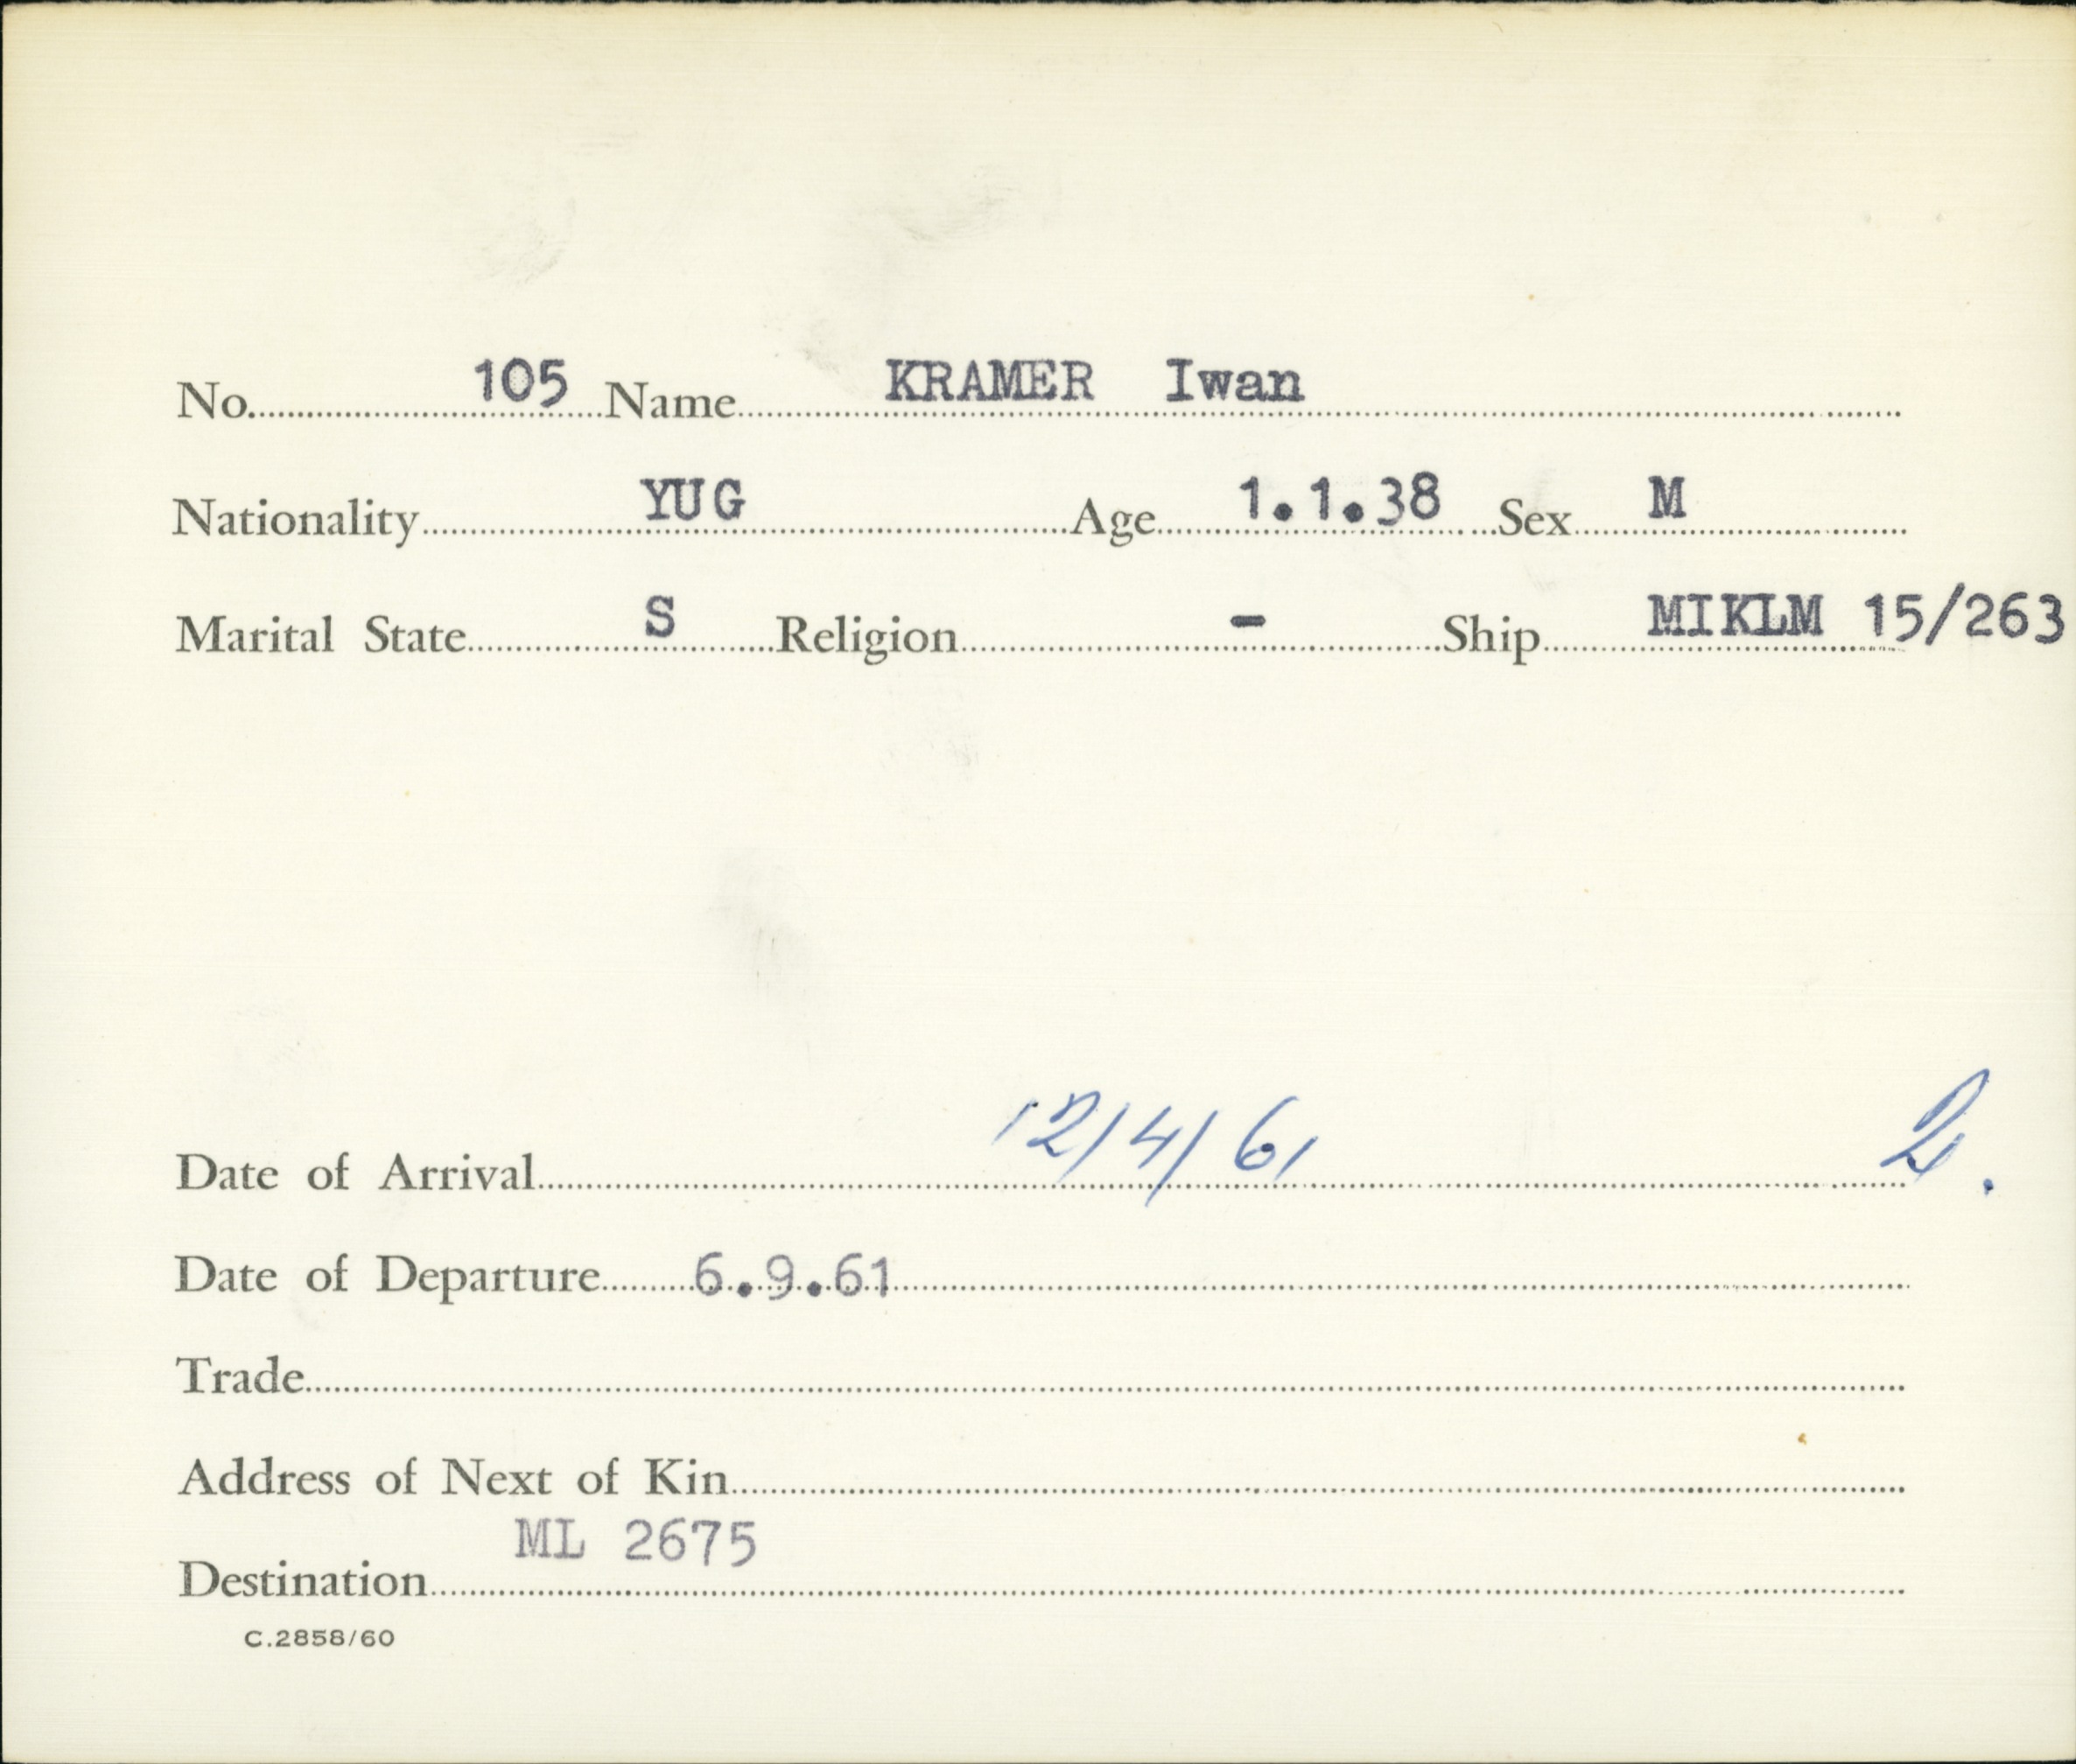 No. 105 Name KRAMER Iwan
Nationality YUG Age 1.1.38 Sex M
Marital State S Religion - Ship MIKLM 15/263
Date of Arrival 12/4/61
Date of Departure 6.9.61
Trade
Address of Next of Kin
ML 2675
Destination
C.2858/60